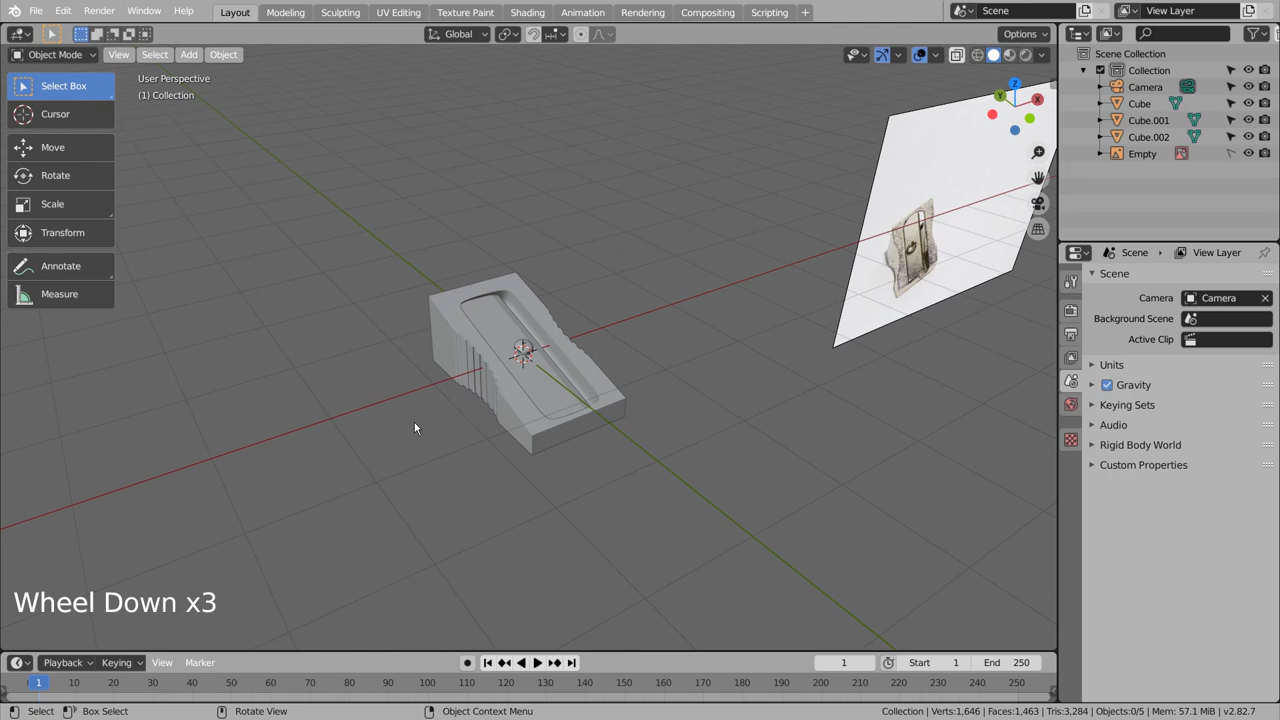 File Edit Render Window Help Layout Modeling Sculpting UV Editing Texture Paint Shading Animation Rendering Compositing Scripting + Scene View Layer
Global Options
Object Mode View Select Add Object
Scene Collection
Collection
Camera
Cube
Cube.001
Cube.002
Empty
Select Box
Cursor
Move
Rotate
Scale
Transform
Annotate
Measure
User Perspective
(1) Collection
Z
Y
X
Scene View Layer
Scene
Camera Camera
Background Scene
Active Clip
Units
Gravity
Keying Sets
Audio
Rigid Body World
Custom Properties
Wheel Down x3
Playback Keying View Marker 1 Start 1 End 250
1 10 20 30 40 50 60 70 80 90 100 110 120 130 140 150 160 170 180 190 200 210 220 230 240 250
Select Box Select Rotate View Object Context Menu Collection | Verts:1,646 | Faces:1,463 | Tris:3,284 | Objects:0/5 | Mem: 57.1 MiB | v2.82.7